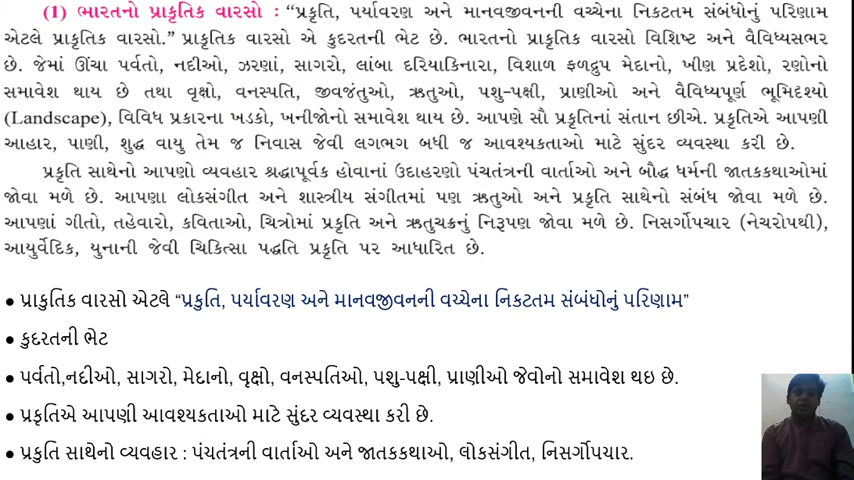 (1) ભારતનો પ્રાકૃતિક વારસો : “પ્રકૃતિ, પર્યાવરણ અને માનવજીવનની વચ્ચેના નિકટતમ સંબંધોનું પરિણામ
એટલે પ્રાકૃતિક વારસો.” પ્રાકૃતિક વારસો એ કુદરતની ભેટ છે. ભારતનો પ્રાકૃતિક વારસો વિશિષ્ટ અને વૈવિધ્યસભર
છે. જેમાં ઊંચા પર્વતો, નદીઓ, ઝરણાં, સાગરો, લાંબા દરિયાકિનારા, વિશાળ ફળદ્રુપ મેદાનો, ખીણ પ્રદેશો, રણોનો
સમાવેશ થાય છે તથા વૃક્ષો, વનસ્પતિ, જીવજંતુઓ, ઋતુઓ, પશુ-પક્ષી, પ્રાણીઓ અને વૈવિધ્યપૂર્ણ ભૂમિદૃશ્યો
(Landscape), વિવિધ પ્રકારના ખડકો, ખનીજોનો સમાવેશ થાય છે. આપણે સૌ પ્રકૃતિનાં સંતાન છીએ. પ્રકૃતિએ આપણી
આહાર, પાણી, શુદ્ધ વાયુ તેમ જ નિવાસ જેવી લગભગ બધી જ આવશ્યકતાઓ માટે સુંદર વ્યવસ્થા કરી છે.
પ્રકૃતિ સાથેનો આપણો વ્યવહાર શ્રદ્ધાપૂર્વક હોવાનાં ઉદાહરણો પંચતંત્રની વાર્તાઓ અને બૌદ્ધ ધર્મની જાતકકથાઓમાં
જોવા મળે છે. આપણા લોકસંગીત અને શાસ્ત્રીય સંગીતમાં પણ ઋતુઓ અને પ્રકૃતિ સાથેનો સંબંધ જોવા મળે છે.
આપણાં ગીતો, તહેવારો, કવિતાઓ, ચિત્રોમાં પ્રકૃતિ અને ઋતુચક્રનું નિરૂપણ જોવા મળે છે. નિસર્ગોપચાર (નેચરોપથી),
આયુર્વેદિક, યુનાની જેવી ચિકિત્સા પદ્ધતિ પ્રકૃતિ પર આધારિત છે.
• પ્રાકૃતિક વારસો એટલે “પ્રકૃતિ, પર્યાવરણ અને માનવજીવનની વચ્ચેના નિકટતમ સંબંધોનું પરિણામ”
• કુદરતની ભેટ
• પર્વતો,નદીઓ, સાગરો, મેદાનો, વૃક્ષો, વનસ્પતિઓ, પશુ-પક્ષી, પ્રાણીઓ જેવોનો સમાવેશ થઇ છે.
• પ્રકૃતિએ આપણી આવશ્યકતાઓ માટે સુંદર વ્યવસ્થા કરી છે.
• પ્રકૃતિ સાથેનો વ્યવહાર : પંચતંત્રની વાર્તાઓ અને જાતકકથાઓ, લોકસંગીત, નિસર્ગોપચાર.